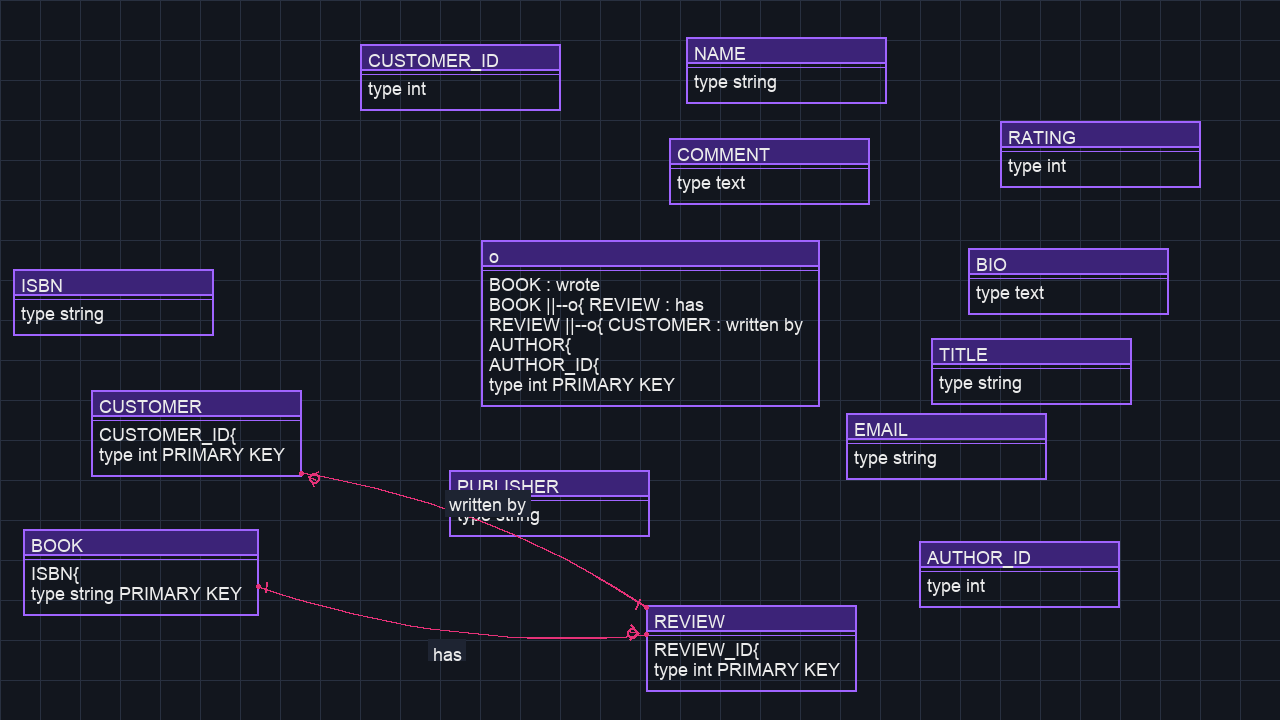 CUSTOMER_ID
type int
NAME
type string
COMMENT
type text
RATING
type int
o
BOOK : wrote
BOOK ||--o{ REVIEW : has
REVIEW ||--o{ CUSTOMER : written by
AUTHOR{
AUTHOR_ID{
type int PRIMARY KEY
BIO
type text
ISBN
type string
TITLE
type string
CUSTOMER
CUSTOMER_ID{
type int PRIMARY KEY
EMAIL
type string
PUBLISHER
written by
type string
BOOK
ISBN{
type string PRIMARY KEY
AUTHOR_ID
type int
has
REVIEW
REVIEW_ID{
type int PRIMARY KEY